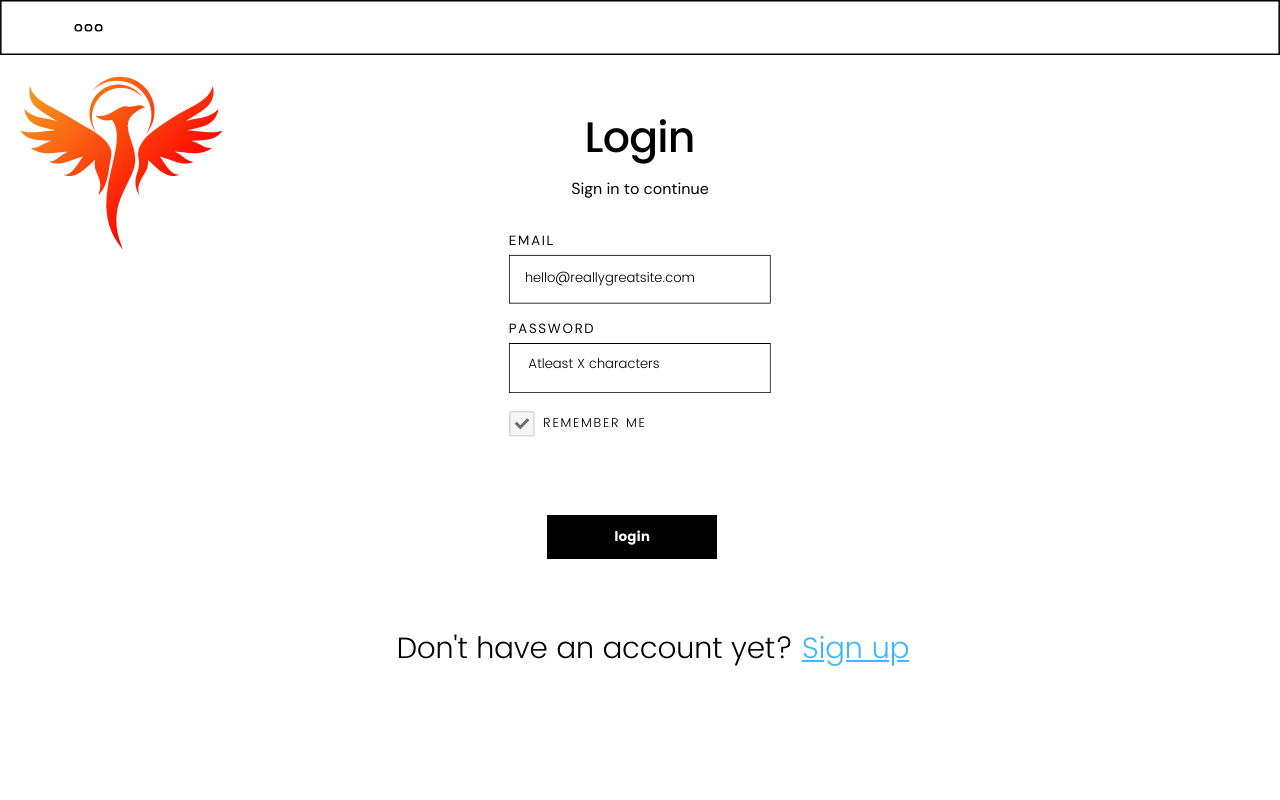 Login
Sign in to continue
EMAIL
hello@reallygreatsite.com
PASSWORD
Atleast X characters
REMEMBER ME
login
Don't have an account yet? Sign up